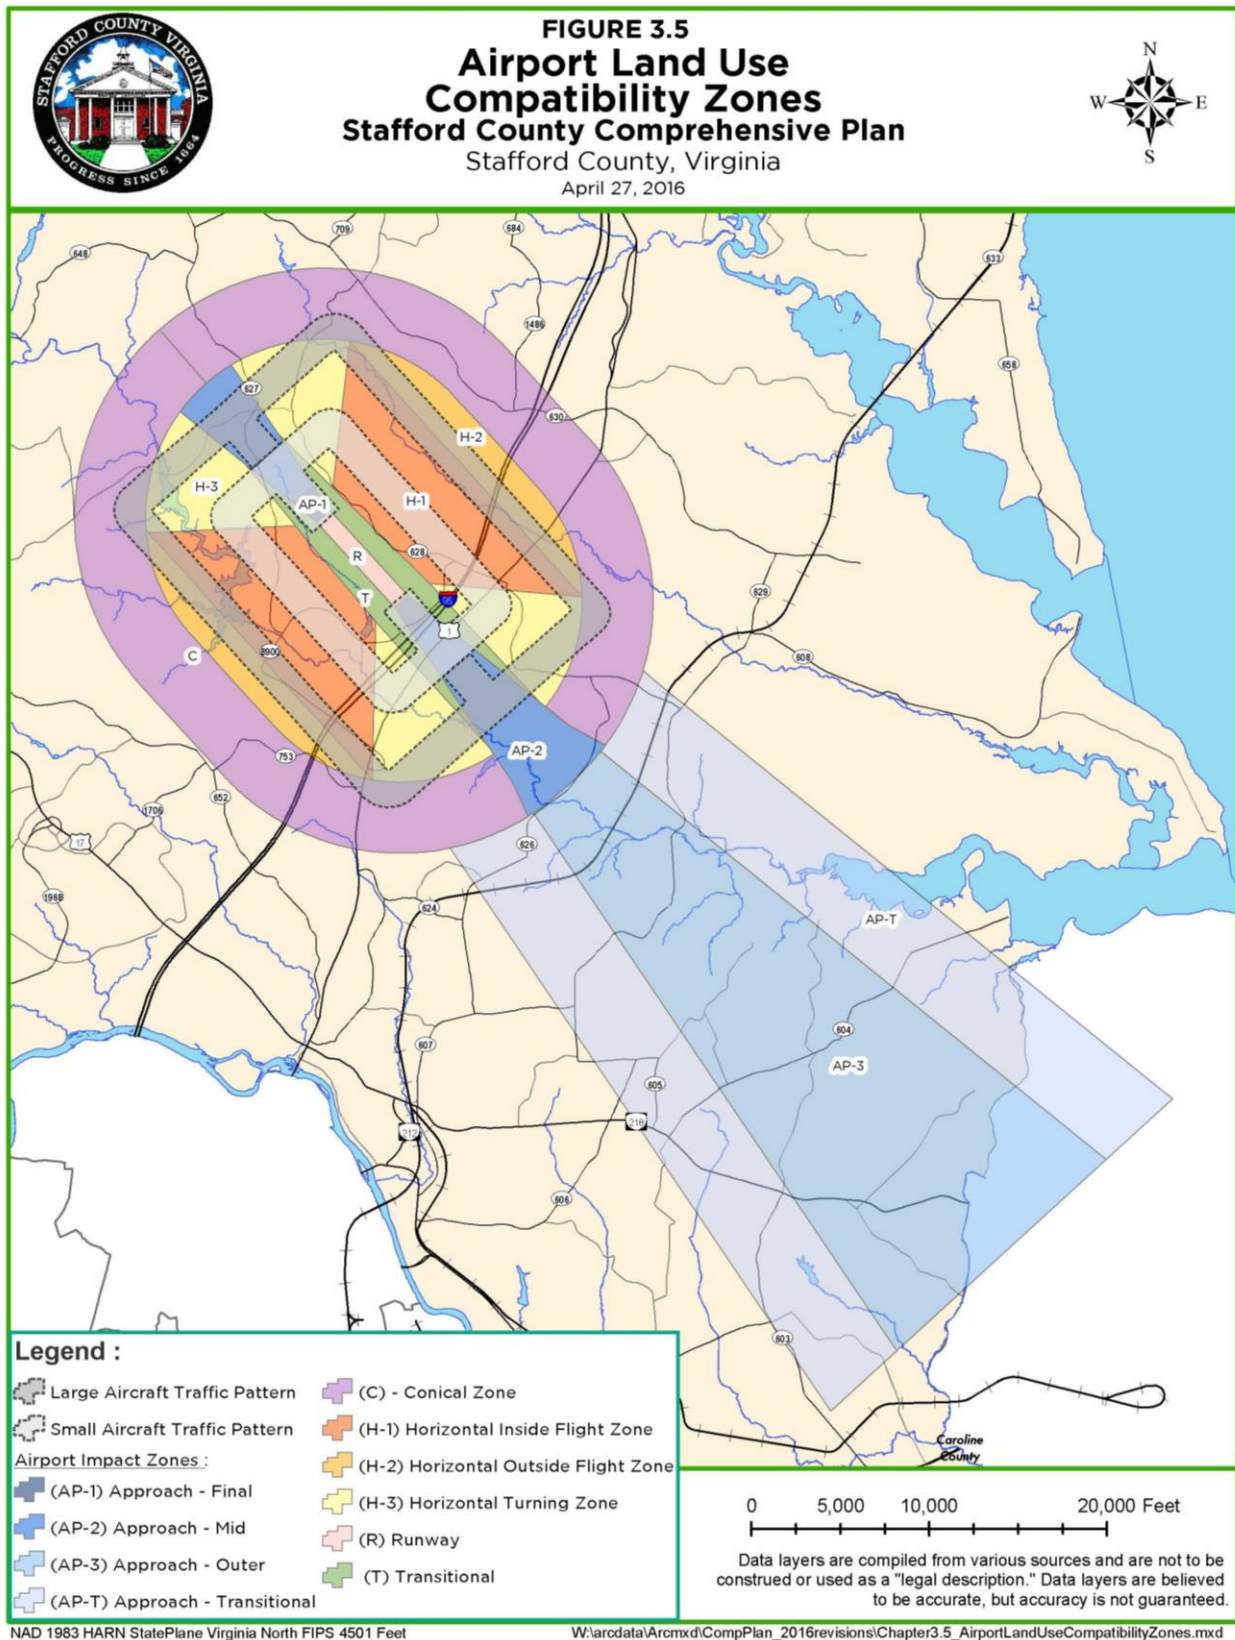 STAFFORD COUNTY VIRGINIA
PROGRESS SINCE 1664
FIGURE 3.5
Airport Land Use
Compatibility Zones
Stafford County Comprehensive Plan
Stafford County, Virginia
April 27, 2016
N
W E
S
709
684
648
633
1486
658
627
630
H-2
H-3
H-1
AP-1
R
628
T
95
1
629
8900
C
608
753
AP-2
652
1706
17
626
1968
624
AP-T
604
607
AP-3
605
218
212
606
603
Caroline
County
Legend :
Large Aircraft Traffic Pattern
Small Aircraft Traffic Pattern
Airport Impact Zones :
(AP-1) Approach - Final
(AP-2) Approach - Mid
(AP-3) Approach - Outer
(AP-T) Approach - Transitional
(C) - Conical Zone
(H-1) Horizontal Inside Flight Zone
(H-2) Horizontal Outside Flight Zone
(H-3) Horizontal Turning Zone
(R) Runway
(T) Transitional
0 5,000 10,000 20,000 Feet
Data layers are compiled from various sources and are not to be
construed or used as a "legal description." Data layers are believed
to be accurate, but accuracy is not guaranteed.
NAD 1983 HARN StatePlane Virginia North FIPS 4501 Feet
W:\arcdata\Arcmxd\CompPlan_2016revisions\Chapter3.5_AirportLandUseCompatibilityZones.mxd